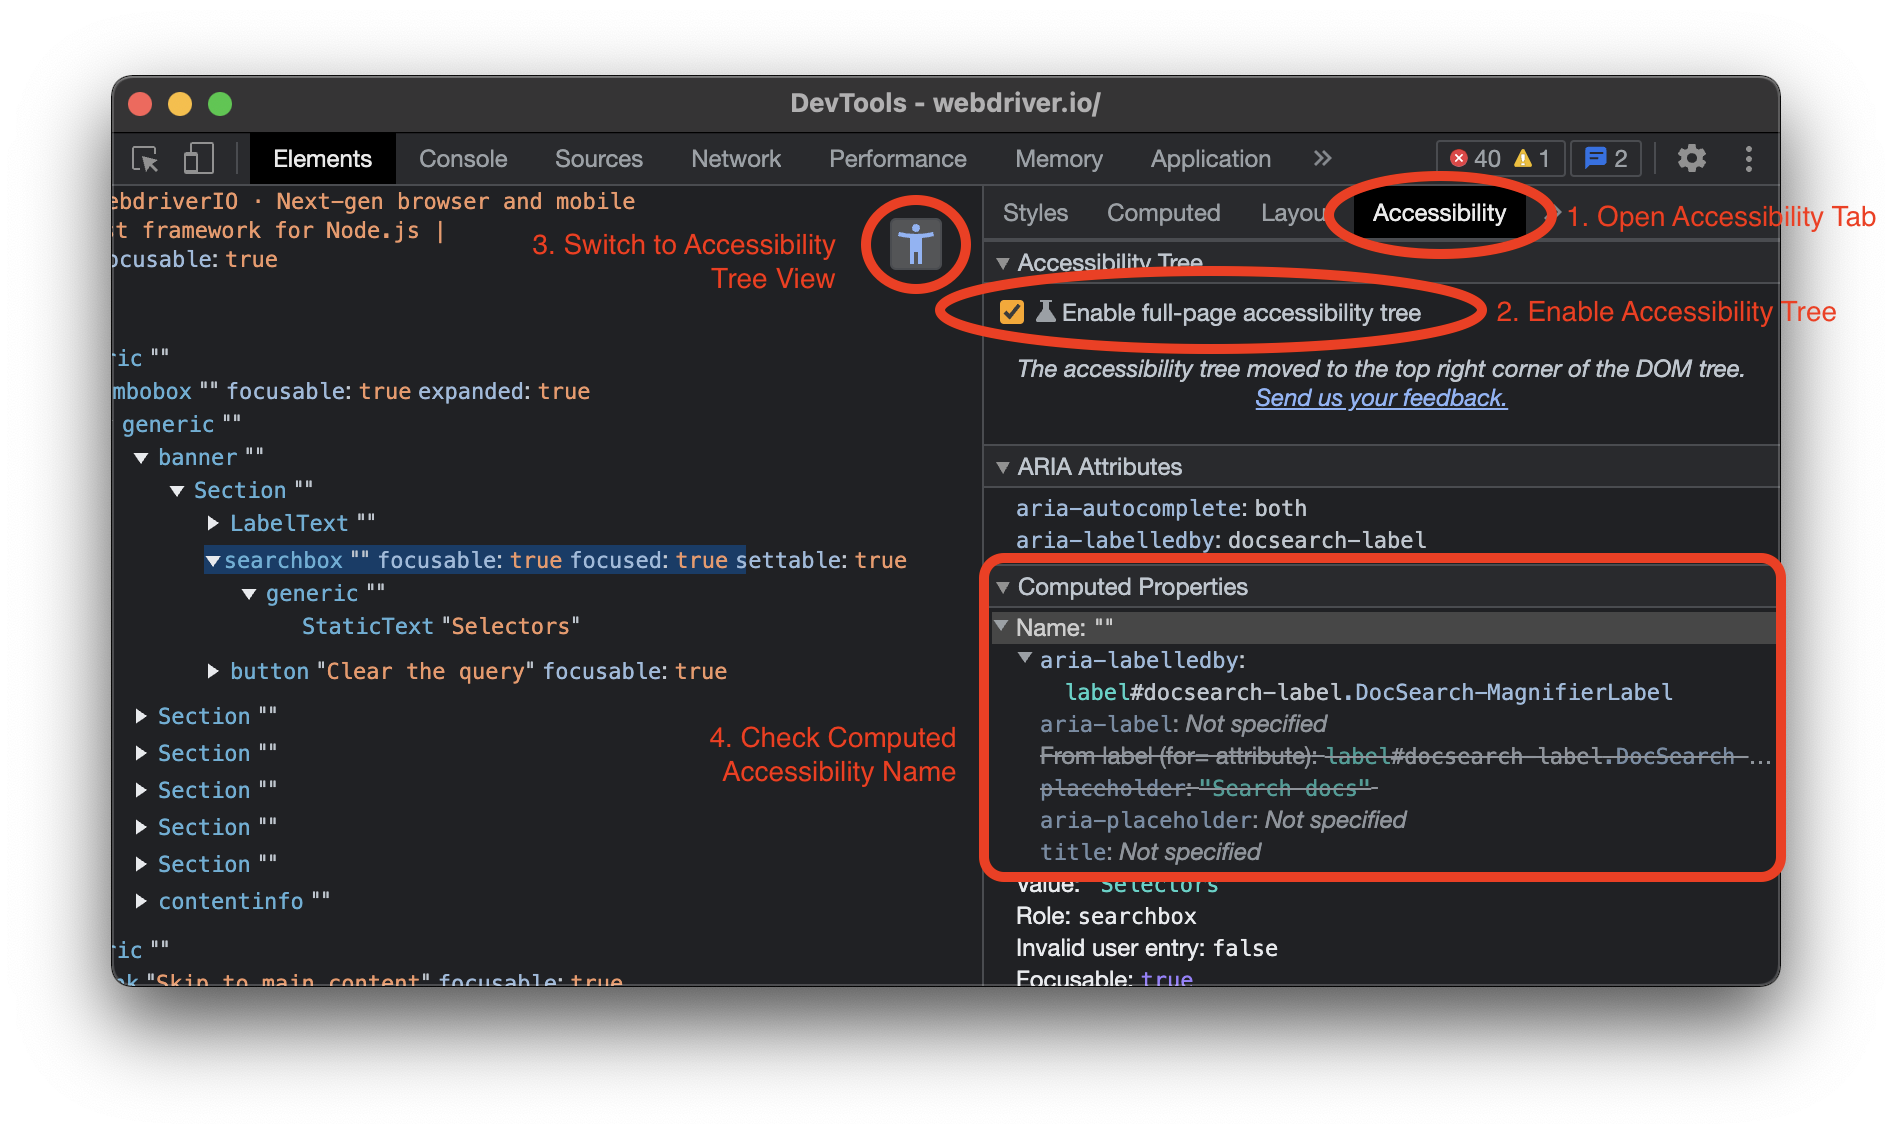 DevTools - webdriver.io/
Elements Console Sources Network Performance Memory Application » 40 1 2
ebdriverIO · Next-gen browser and mobile
st framework for Node.js |
ocusable: true
3. Switch to Accessibility
Tree View
ric ""
mbobox "" focusable: true expanded: true
generic ""
banner ""
Section ""
LabelText ""
searchbox "" focusable: true focused: true settable: true
generic ""
StaticText "Selectors"
button "Clear the query" focusable: true
Section ""
Section ""
Section ""
Section ""
Section ""
contentinfo ""
4. Check Computed
Accessibility Name
ric ""
nk "Skip to main content" focusable: true
Styles Computed Layou Accessibility
1. Open Accessibility Tab
Accessibility Tree
Enable full-page accessibility tree
2. Enable Accessibility Tree
The accessibility tree moved to the top right corner of the DOM tree.
Send us your feedback.
ARIA Attributes
aria-autocomplete: both
aria-labelledby: docsearch-label
Computed Properties
Name: ""
aria-labelledby:
label#docsearch-label.DocSearch-MagnifierLabel
aria-label: Not specified
From label (for= attribute): label#docsearch-label.DocSearch-…
placeholder: "Search docs"
aria-placeholder: Not specified
title: Not specified
Value: "Selectors
Role: searchbox
Invalid user entry: false
Focusable: true